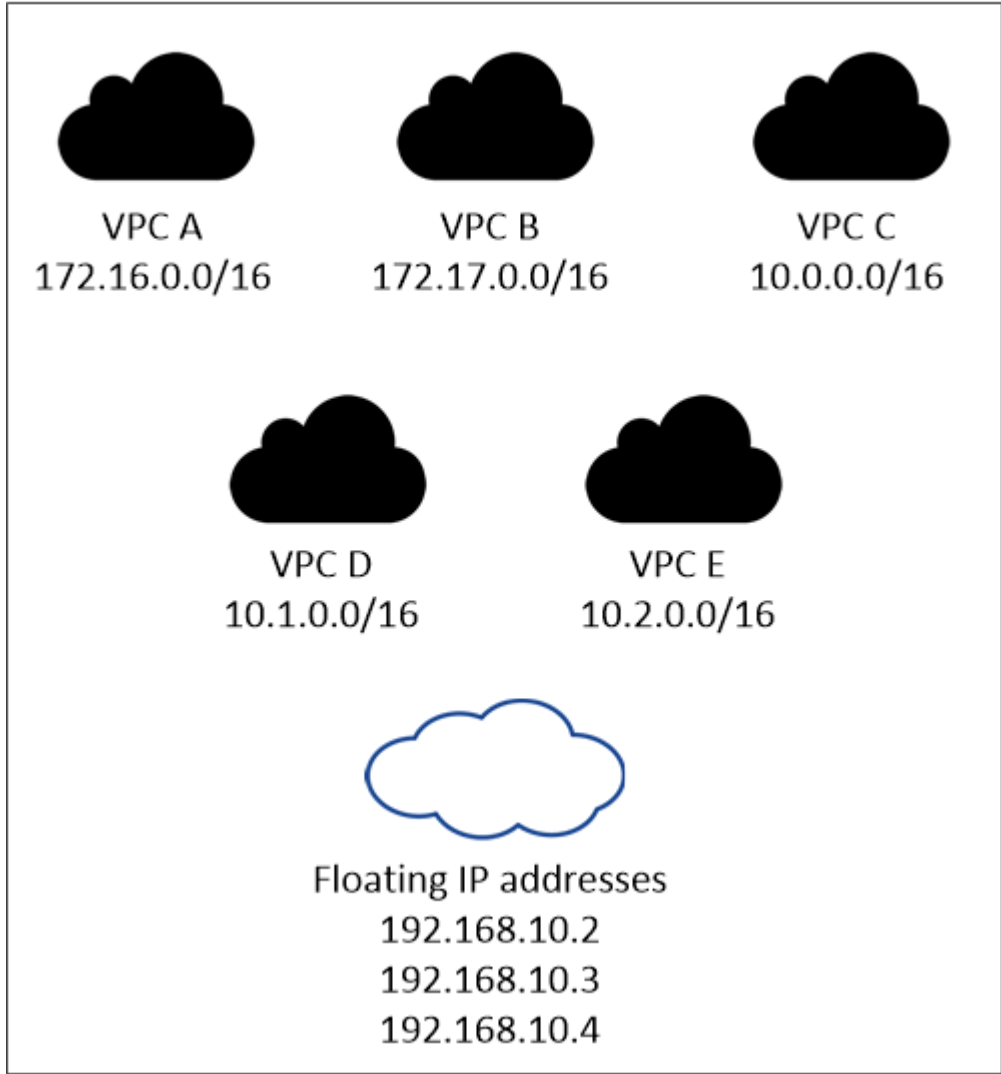 VPC A
172.16.0.0/16
VPC B
172.17.0.0/16
VPC C
10.0.0.0/16
VPC D
10.1.0.0/16
VPC E
10.2.0.0/16
Floating IP addresses
192.168.10.2
192.168.10.3
192.168.10.4